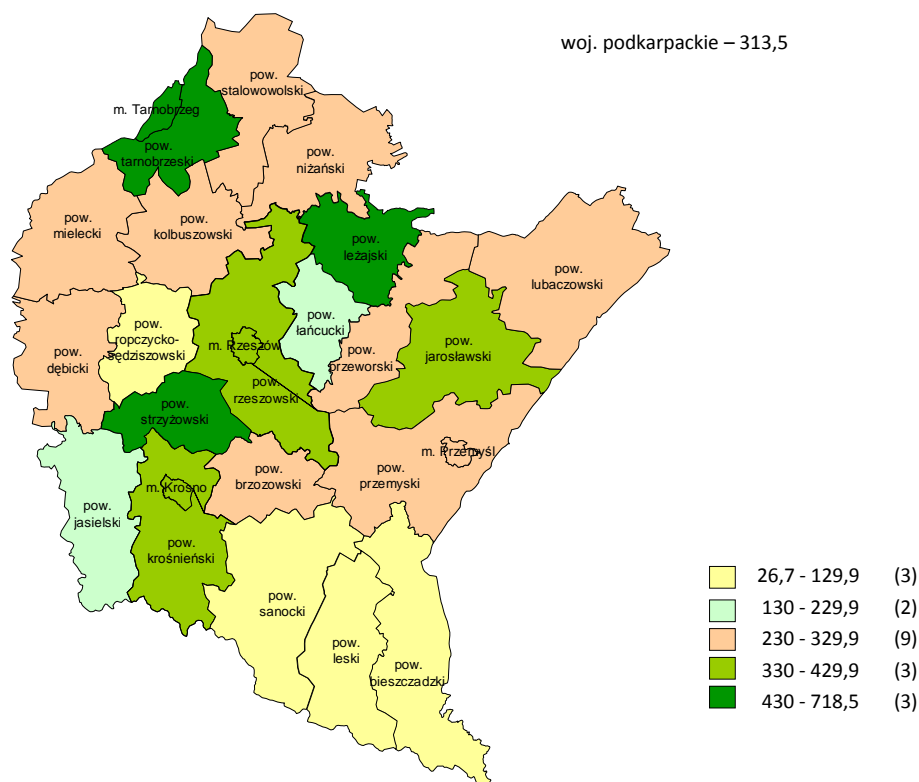 woj. podkarpackie – 313,5
pow.
stalowowolski
m. Tarnobrzeg
pow.
tarnobrzeski
pow.
niżański
pow.
mielecki
pow.
kolbuszowski
pow.
leżajski
pow.
lubaczowski
pow.
ropczycko-
sędziszowski
pow.
łańcucki
m. Rzeszów
pow.
jarosławski
pow.
dębicki
pow.
przeworski
pow.
rzeszowski
pow.
strzyżowski
m. Przemyśl
pow.
przemyski
pow.
brzozowski
m. Krosno
pow.
jasielski
pow.
krośnieński
pow.
sanocki
pow.
leski
pow.
bieszczadzki
26,7 - 129,9 (3)
130 - 229,9 (2)
230 - 329,9 (9)
330 - 429,9 (3)
430 - 718,5 (3)